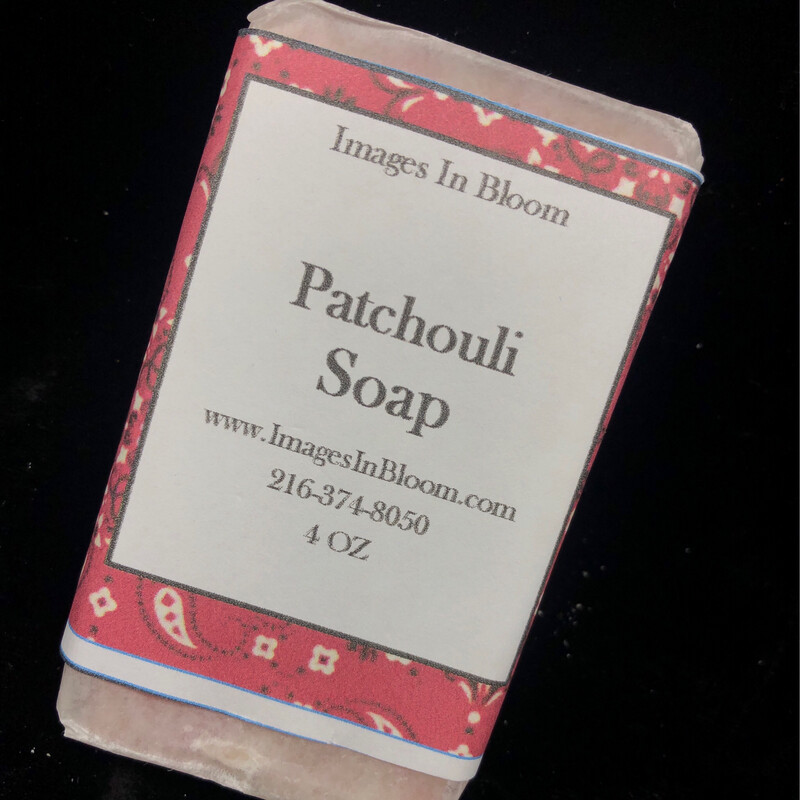 Images In Bloom
Patchouli
Soap
www.ImagesInBloom.com
216-374-8050
4 OZ